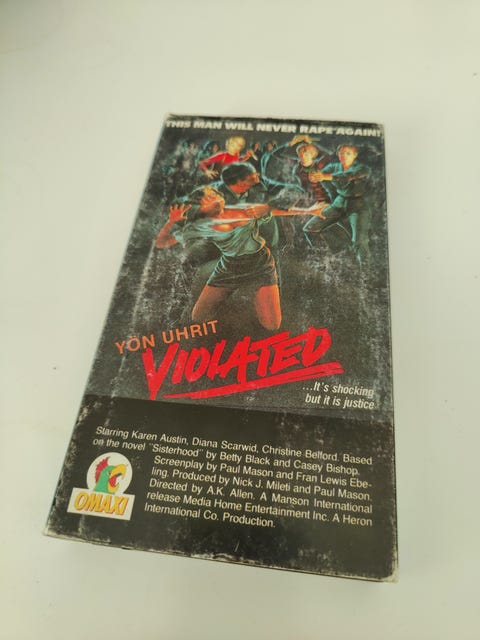 THIS MAN WILL NEVER RAPE AGAIN!
YÖN UHRIT
VIOLATED
...It's shocking
but it is justice
Starring Karen Austin, Diana Scarwid, Christine Belford. Based
on the novel "Sisterhood" by Betty Black and Casey Bishop.
Screenplay by Paul Mason and Fran Lewis Ebe-
ling. Produced by Nick J. Mileti and Paul Mason.
Directed by A.K. Allen. A Manson International
release Media Home Entertainment Inc. A Heron
International Co. Production.
OMAXI